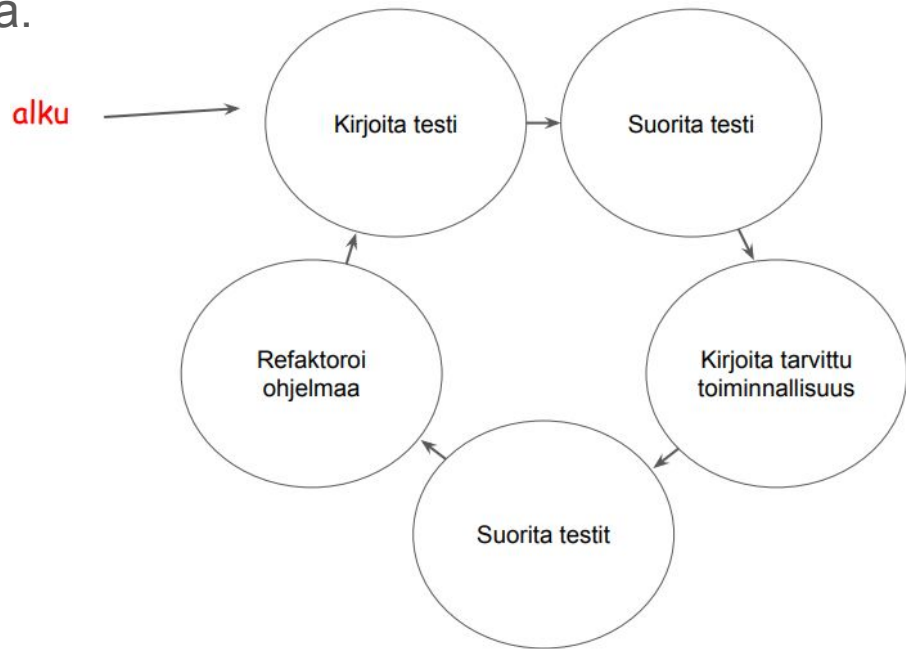 a.
alku
Kirjoita testi
Suorita testi
Refaktoroi
ohjelmaa
Kirjoita tarvittu
toiminnallisuus
Suorita testit